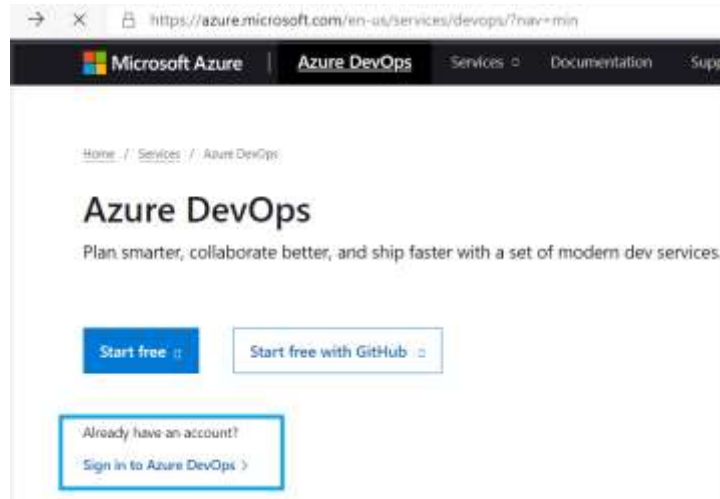 https://azure.microsoft.com/en-us/services/devops/?nav=min
Microsoft Azure | Azure DevOps Services Documentation Supp
Home / Services / Azure DevOps
Azure DevOps
Plan smarter, collaborate better, and ship faster with a set of modern dev services.
Start free Start free with GitHub
Already have an account?
Sign in to Azure DevOps >